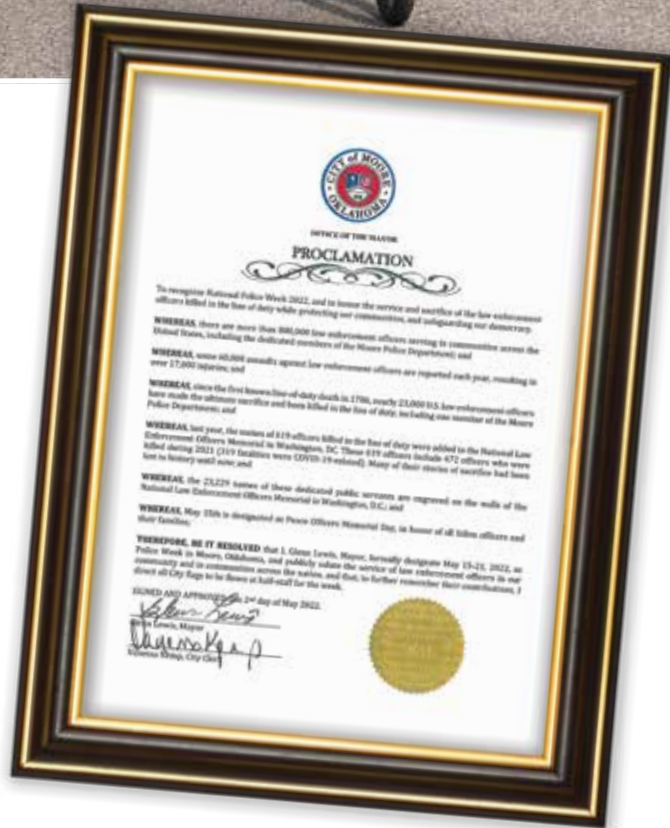 CITY of MOORE
OKLAHOMA
OFFICE OF THE MAYOR
PROCLAMATION
To recognize National Police Week 2022, and to honor the service and sacrifice of the law enforcement
officers killed in the line of duty while protecting our communities, and safeguarding our democracy.
WHEREAS, there are more than 800,000 law enforcement officers serving in communities across the
United States, including the dedicated members of the Moore Police Department; and
WHEREAS, some 60,000 assaults against law enforcement officers are reported each year, resulting in
over 17,000 injuries; and
WHEREAS, since the first known line-of-duty death in 1786, nearly 23,000 U.S. law enforcement officers
have made the ultimate sacrifice and been killed in the line of duty, including one member of the Moore
Police Department; and
WHEREAS, last year, the names of 619 officers killed in the line of duty were added to the National Law
Enforcement Officers Memorial in Washington, DC. These 619 officers include 472 officers who were
killed during 2021 (319 fatalities were COVID-19 related). Many of their stories of sacrifice had been
lost to history until now; and
WHEREAS, the 23,229 names of these dedicated public servants are engraved on the walls of the
National Law Enforcement Officers Memorial in Washington, D.C.; and
WHEREAS, May 15th is designated as Peace Officers Memorial Day, in honor of all fallen officers and
their families;
THEREFORE, BE IT RESOLVED that I, Glenn Lewis, Mayor, formally designate May 15-21, 2022, as
Police Week in Moore, Oklahoma, and publicly salute the service of law enforcement officers in our
community and in communities across the nation, and that, to further remember their contributions, I
direct all City flags to be flown at half-staff for the week.
SIGNED AND APPROVED this 2nd day of May 2022.
Glenn Lewis, Mayor
Vanessa Kemp, City Clerk